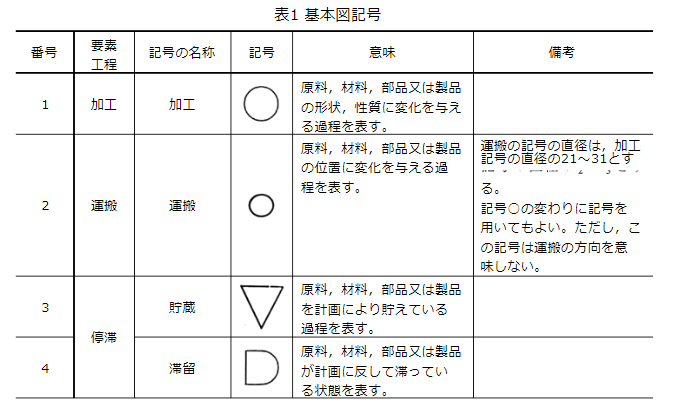 表1 基本図記号
番号
要素
工程
記号の名称
記号
意味
備考
1
加工
加工
原料，材料，部品又は製品
の形状，性質に変化を与え
る過程を表す。
2
運搬
運搬
原料，材料，部品又は製品
の位置に変化を与える過
程を表す。
運搬の記号の直径は，加工
記号の直径の21～31とす
る。
記号○の変わりに記号を
用いてもよい。ただし，こ
の記号は運搬の方向を意
味しない。
3
停滞
貯蔵
原料，材料，部品又は製品
を計画により貯えている
過程を表す。
4
滞留
原料，材料，部品又は製品
が計画に反して滞ってい
る状態を表す。